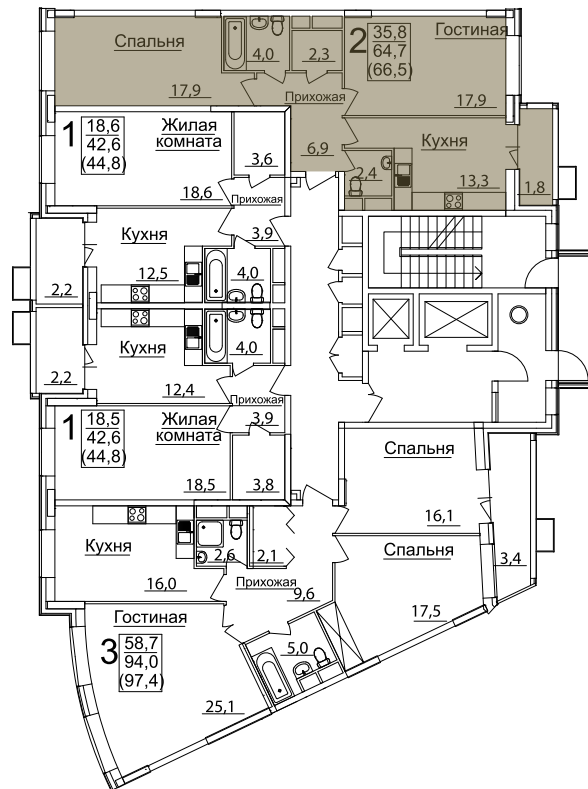 Спальня
17,9
4,0
2,3
2
35,8
64,7
(66,5)
Гостиная
17,9
Прихожая
6,9
Кухня
2,4
13,3
1,8
1
18,6
42,6
(44,8)
Жилая
комната
18,6
3,6
Прихожая
3,9
Кухня
12,5
4,0
2,2
Кухня
12,4
4,0
2,2
Прихожая
3,9
1
18,5
42,6
(44,8)
Жилая
комната
18,5
3,8
Спальня
16,1
Кухня
16,0
2,6
2,1
Прихожая
9,6
Спальня
17,5
3,4
Гостиная
3
58,7
94,0
(97,4)
25,1
5,0